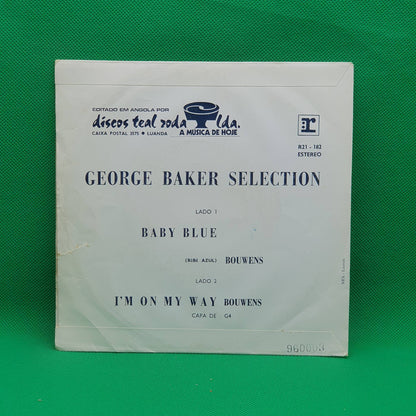 EDITADO EM ANGOLA POR
discos teal roda lda.
CAIXA POSTAL 3175 • LUANDA A MÚSICA DE HOJE
r
R21 - 182
ESTEREO
GEORGE BAKER SELECTION
LADO 1
BABY BLUE
(BEBÉ AZUL) BOUWENS
LADO 2
I'M ON MY WAY BOUWENS
CAPA DE G4